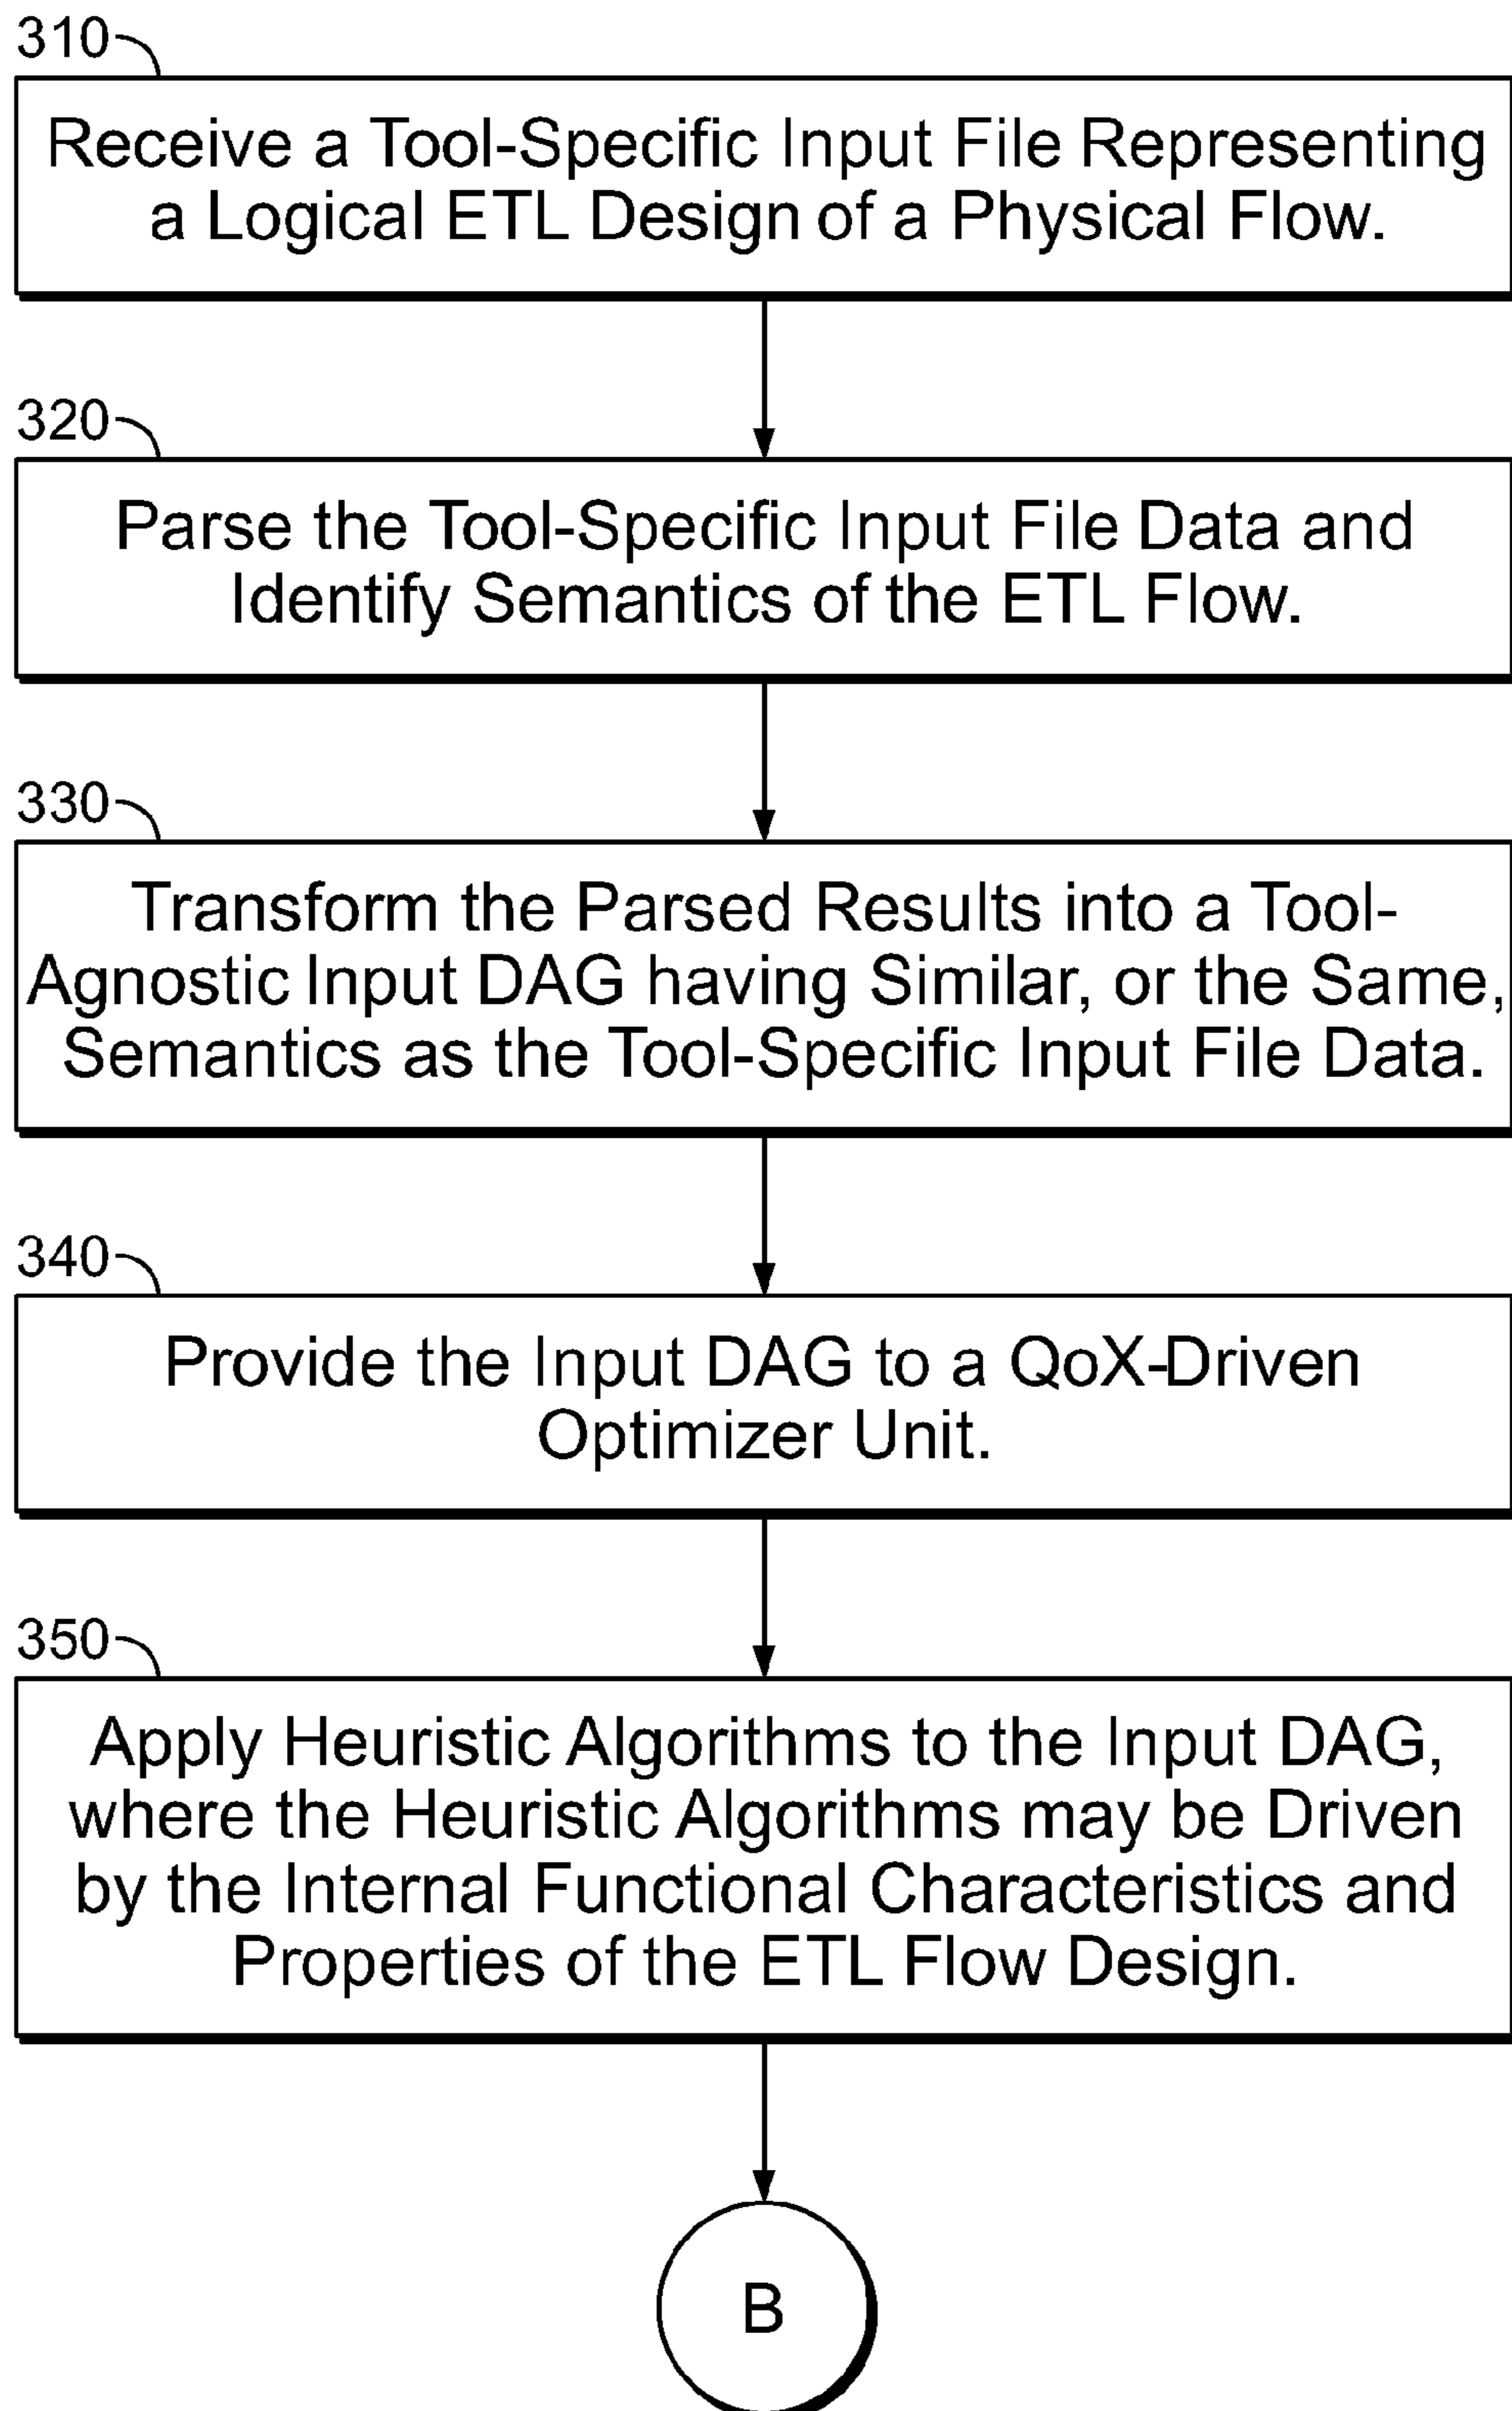 310
Receive a Tool-Specific Input File Representing
a Logical ETL Design of a Physical Flow.
320
Parse the Tool-Specific Input File Data and
Identify Semantics of the ETL Flow.
330
Transform the Parsed Results into a Tool-
Agnostic Input DAG having Similar, or the Same,
Semantics as the Tool-Specific Input File Data.
340
Provide the Input DAG to a QoX-Driven
Optimizer Unit.
350
Apply Heuristic Algorithms to the Input DAG,
where the Heuristic Algorithms may be Driven
by the Internal Functional Characteristics and
Properties of the ETL Flow Design.
B